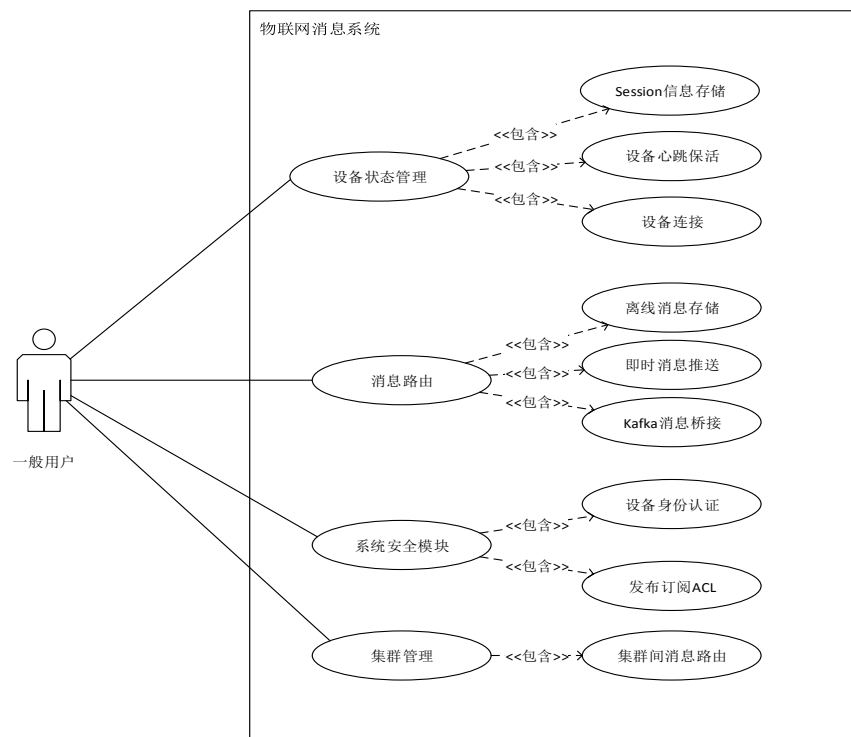 物联网消息系统
Session信息存储
<<包含>>
设备心跳保活
<<包含>>
设备状态管理
<<包含>>
设备连接
离线消息存储
<<包含>>
即时消息推送
<<包含>>
消息路由
<<包含>>
Kafka消息桥接
一般用户
设备身份认证
<<包含>>
系统安全模块
<<包含>>
发布订阅ACL
集群管理
<<包含>>
集群间消息路由